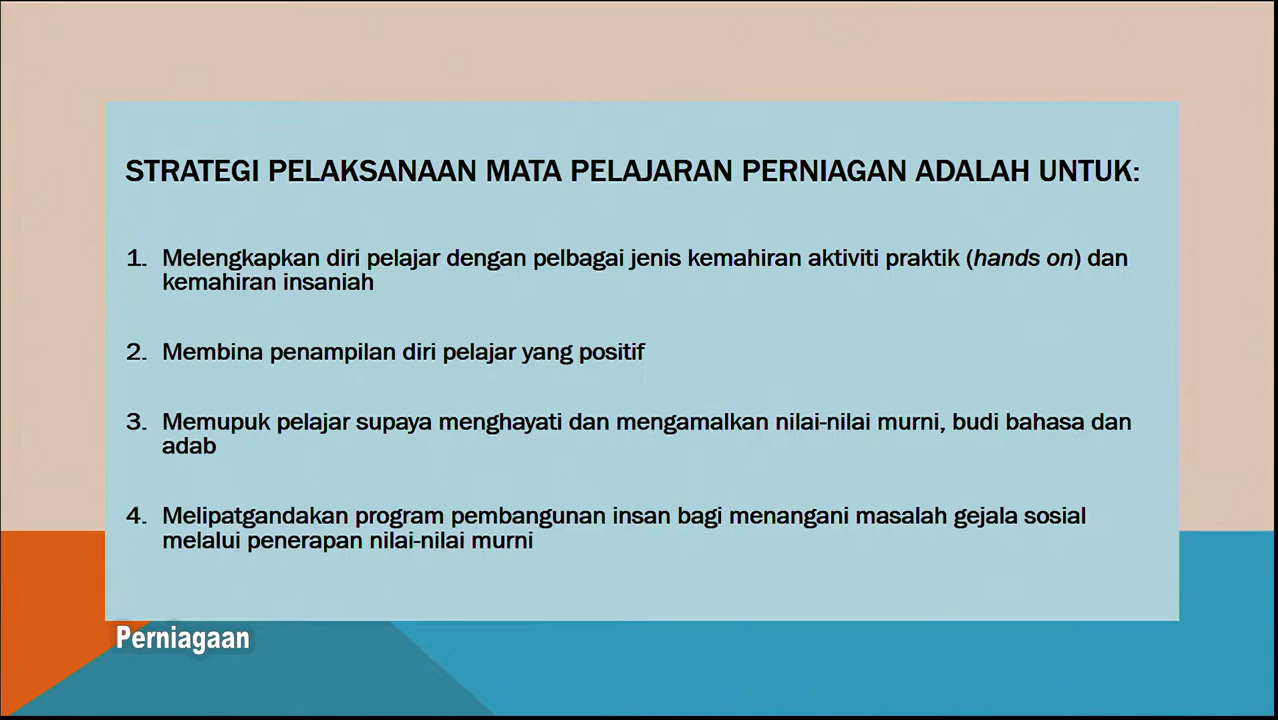 STRATEGI PELAKSANAAN MATA PELAJARAN PERNIAGAN ADALAH UNTUK:
1. Melengkapkan diri pelajar dengan pelbagai jenis kemahiran aktiviti praktik (hands on) dan
kemahiran insaniah
2. Membina penampilan diri pelajar yang positif
3. Memupuk pelajar supaya menghayati dan mengamalkan nilai-nilai murni, budi bahasa dan
adab
4. Melipatgandakan program pembangunan insan bagi menangani masalah gejala sosial
melalui penerapan nilai-nilai murni
Perniagaan